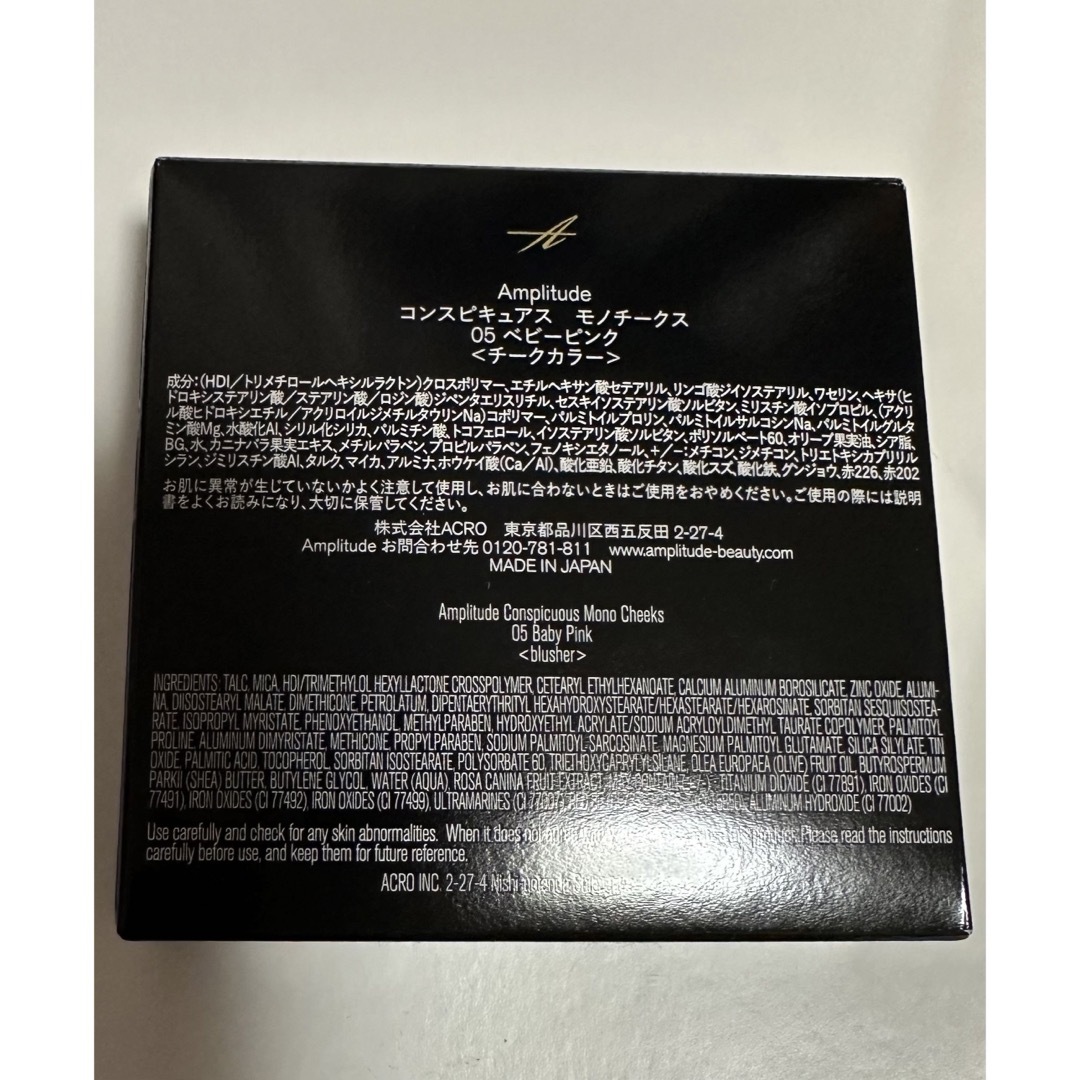 A
Amplitude
コンスピキュアス モノチークス
05 ベビーピンク
<チークカラー>
成分:(HDI/トリメチロールヘキシルラクトン)クロスポリマー、エチルヘキサン酸セテアリル、リンゴ酸ジイソステアリル、ワセリン、ヘキサ(ヒ
ドロキシステアリン酸/ステアリン酸/ロジン酸)ジペンタエリスリチル、セスキイソステアリン酸ソルビタン、ミリスチン酸イソプロピル、(アクリ
ル酸ヒドロキシエチル/アクリロイルジメチルタウリンNa)コポリマー、パルミトイルプロリン、パルミトイルサルコシンNa、パルミトイルグルタ
ミン酸Mg、水酸化Al、シリル化シリカ、パルミチン酸、トコフェロール、イソステアリン酸ソルビタン、ポリソルベート60、オリーブ果実油、シア脂、
BG、水、カニナバラ果実エキス、メチルパラベン、プロピルパラベン、フェノキシエタノール、+/-:メチコン、ジメチコン、トリエトキシカプリリル
シラン、ジミリスチン酸Al、タルク、マイカ、アルミナ、ホウケイ酸(Ca/Al)、酸化亜鉛、酸化チタン、酸化スズ、酸化鉄、グンジョウ、赤226、赤202
お肌に異常が生じていないかよく注意して使用し、お肌に合わないときはご使用をおやめください。ご使用の際には説明
書をよくお読みになり、大切に保管してください。
株式会社ACRO 東京都品川区西五反田 2-27-4
Amplitude お問合わせ先 0120-781-811 www.amplitude-beauty.com
MADE IN JAPAN
Amplitude Conspicuous Mono Cheeks
05 Baby Pink
<blusher>
INGREDIENTS: TALC, MICA, HDI/TRIMETHYLOL HEXYLLACTONE CROSSPOLYMER, CETEARYL ETHYLHEXANOATE, CALCIUM ALUMINUM BOROSILICATE, ZINC OXIDE, ALUMI-
NA, DIISOSTEARYL MALATE, DIMETHICONE, PETROLATUM, DIPENTAERYTHRITYL HEXAHYDROXYSTEARATE/HEXASTEARATE/HEXAROSINATE, SORBITAN SESQUIISOSTEA-
RATE, ISOPROPYL MYRISTATE, PHENOXYETHANOL, METHYLPARABEN, HYDROXYETHYL ACRYLATE/SODIUM ACRYLOYLDIMETHYL TAURATE COPOLYMER, PALMITOYL
PROLINE, ALUMINUM DIMYRISTATE, METHICONE, PROPYLPARABEN, SODIUM PALMITOYL-SARCOSINATE, MAGNESIUM PALMITOYL GLUTAMATE, SILICA SILYLATE, TIN
OXIDE, PALMITIC ACID, TOCOPHEROL, SORBITAN ISOSTEARATE, POLYSORBATE 60, TRIETHOXYCAPRYLYLSILANE, OLEA EUROPAEA (OLIVE) FRUIT OIL, BUTYROSPERMUM
PARKII (SHEA) BUTTER, BUTYLENE GLYCOL, WATER (AQUA), ROSA CANINA FRUIT EXTRACT, TITANIUM DIOXIDE (CI 77891), IRON OXIDES (CI
77491), IRON OXIDES (CI 77492), IRON OXIDES (CI 77499), ULTRAMARINES (CI 77007), ALUMINUM HYDROXIDE (CI 77002)
Use carefully and check for any skin abnormalities. When it does not product. Please read the instructions
carefully before use, and keep them for future reference.
ACRO INC. 2-27-4